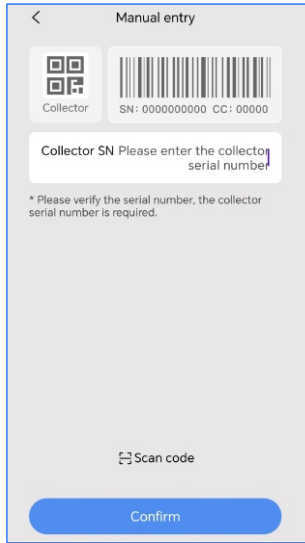 Manual entry
Collector
SN: 0000000000 CC: 00000
Collector SN Please enter the collector
serial number
* Please verify the serial number, the collector
serial number is required.
Scan code
Confirm